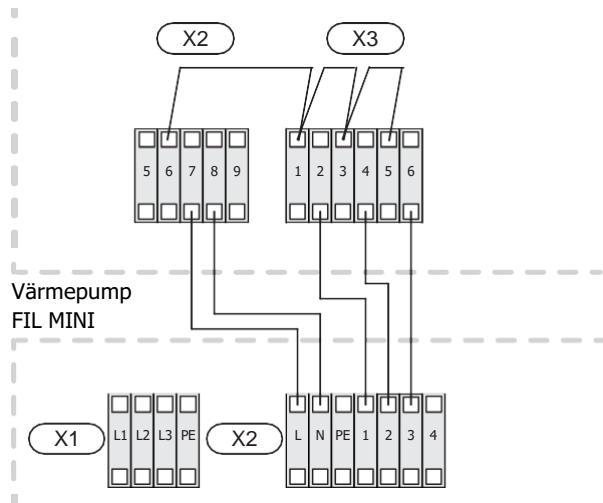 X2 X3
5 6 7 8 9 1 2 3 4 5 6
Värmepump
FIL MINI
X1 L1 L2 L3 PE X2 L N PE 1 2 3 4